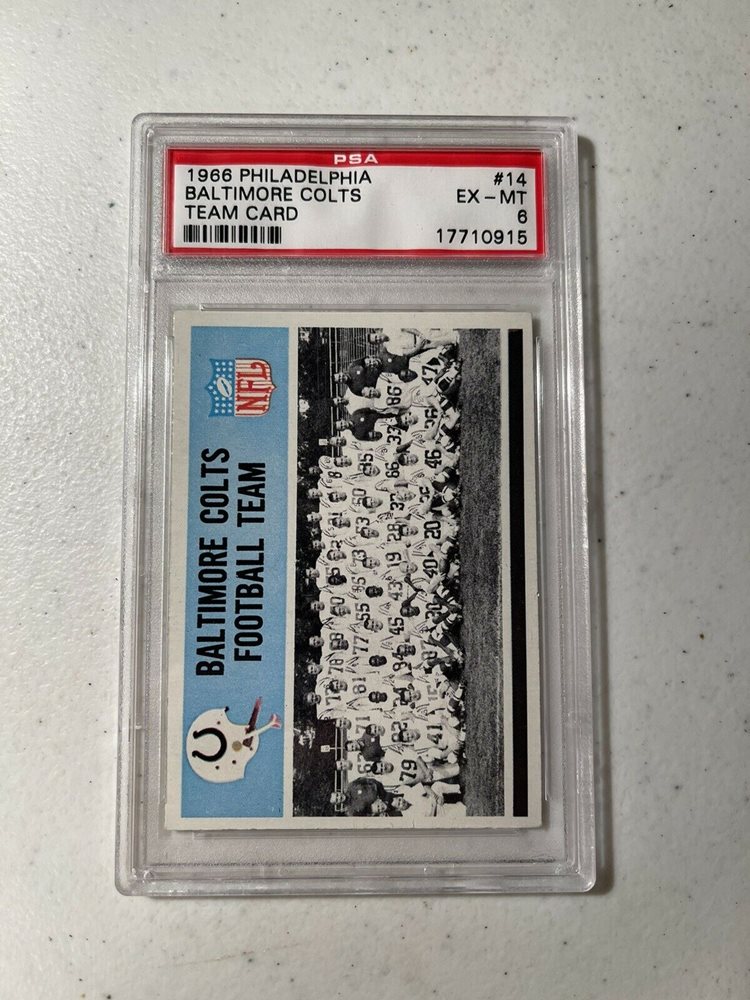 PSA
1966 PHILADELPHIA #14
BALTIMORE COLTS EX - MT
TEAM CARD 6
17710915
NFL
BALTIMORE COLTS
FOOTBALL TEAM